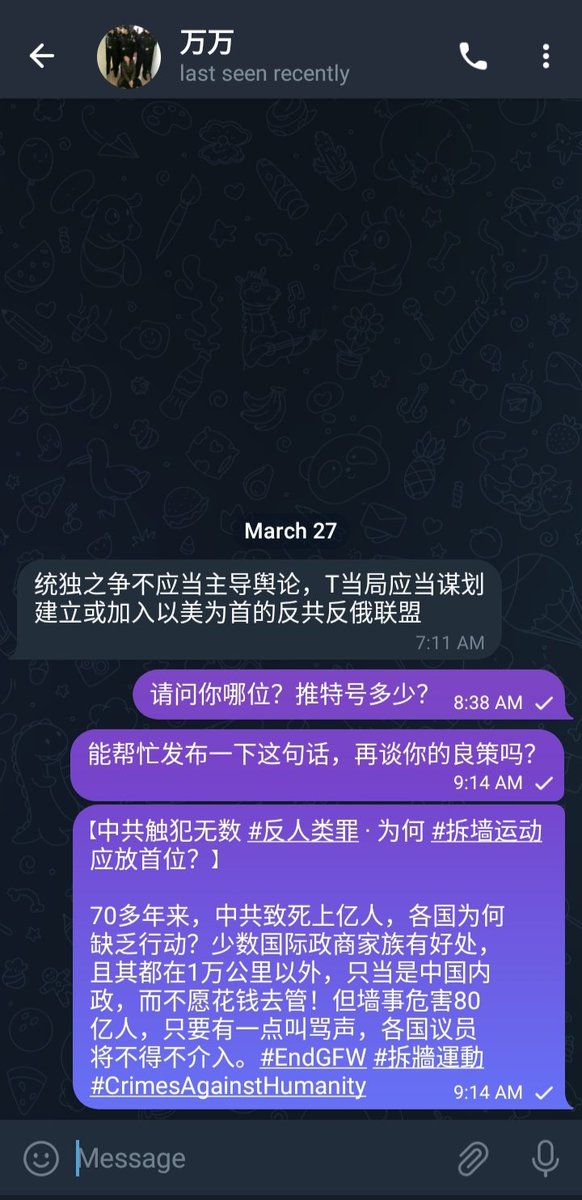 万万
last seen recently
March 27
统独之争不应当主导舆论，T当局应当谋划
建立或加入以美为首的反共反俄联盟
7:11 AM
请问你哪位？推特号多少？
8:38 AM
能帮忙发布一下这句话，再谈你的良策吗？
9:14 AM
【中共触犯无数 #反人类罪 · 为何 #拆墙运动
应放首位？】
70多年来，中共致死上亿人，各国为何
缺乏行动？少数国际政商家族有好处，
且其都在1万公里以外，只当是中国内
政，而不愿花钱去管！但墙事危害80
亿人，只要有一点叫骂声，各国议员
将不得不介入。#EndGFW #拆牆運動
#CrimesAgainstHumanity
9:14 AM
Message